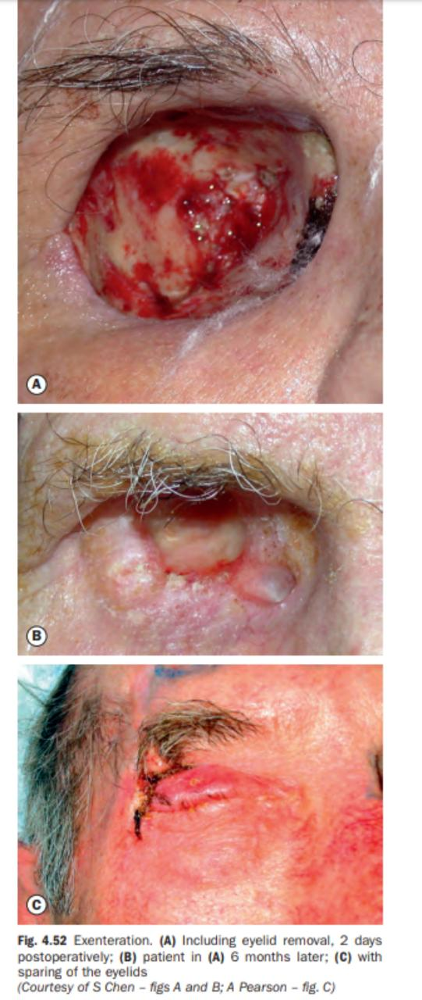 A
B
C
Fig. 4.52 Exenteration. (A) Including eyelid removal, 2 days
postoperatively; (B) patient in (A) 6 months later; (C) with
sparing of the eyelids
(Courtesy of S Chen – figs A and B; A Pearson – fig. C)